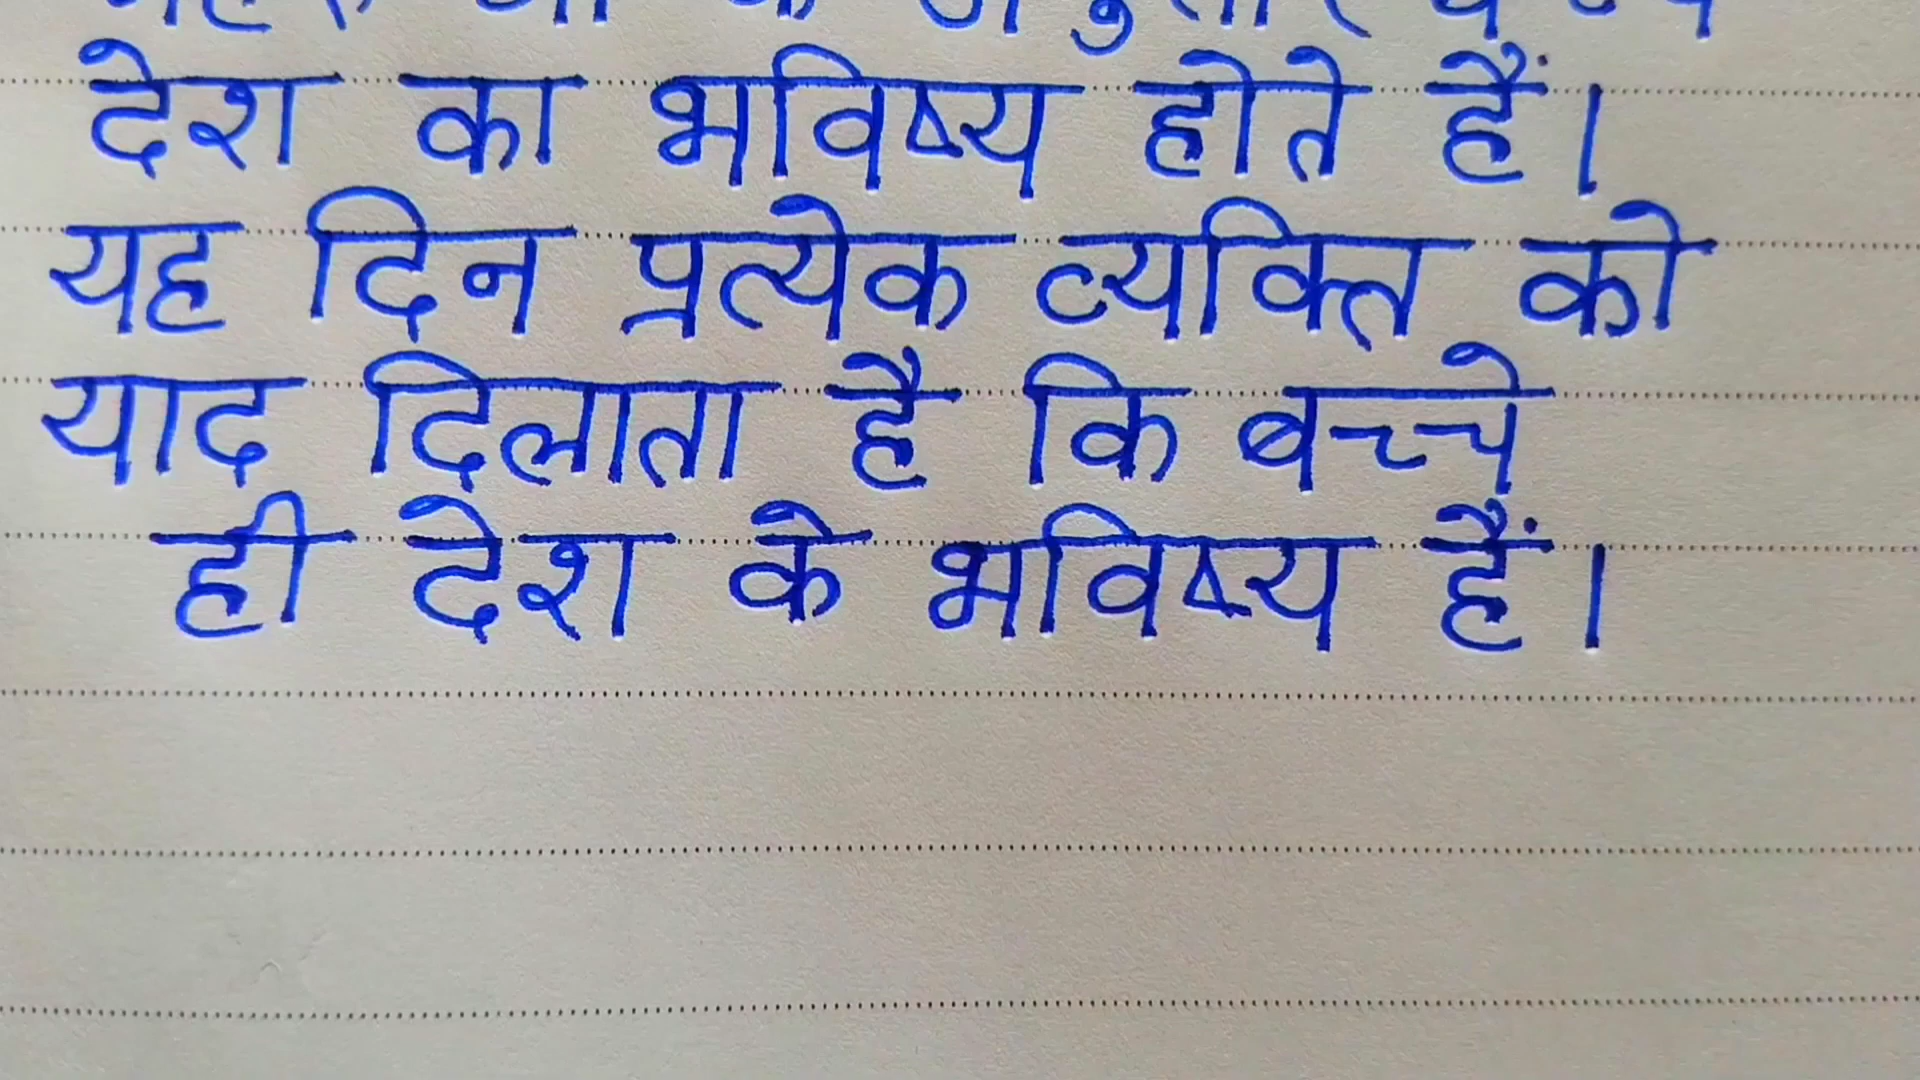 देश का भविष्य होते हैं।
यह दिन प्रत्येक व्यक्ति को
याद दिलाता है कि बच्चे
ही देश के भविष्य हैं।